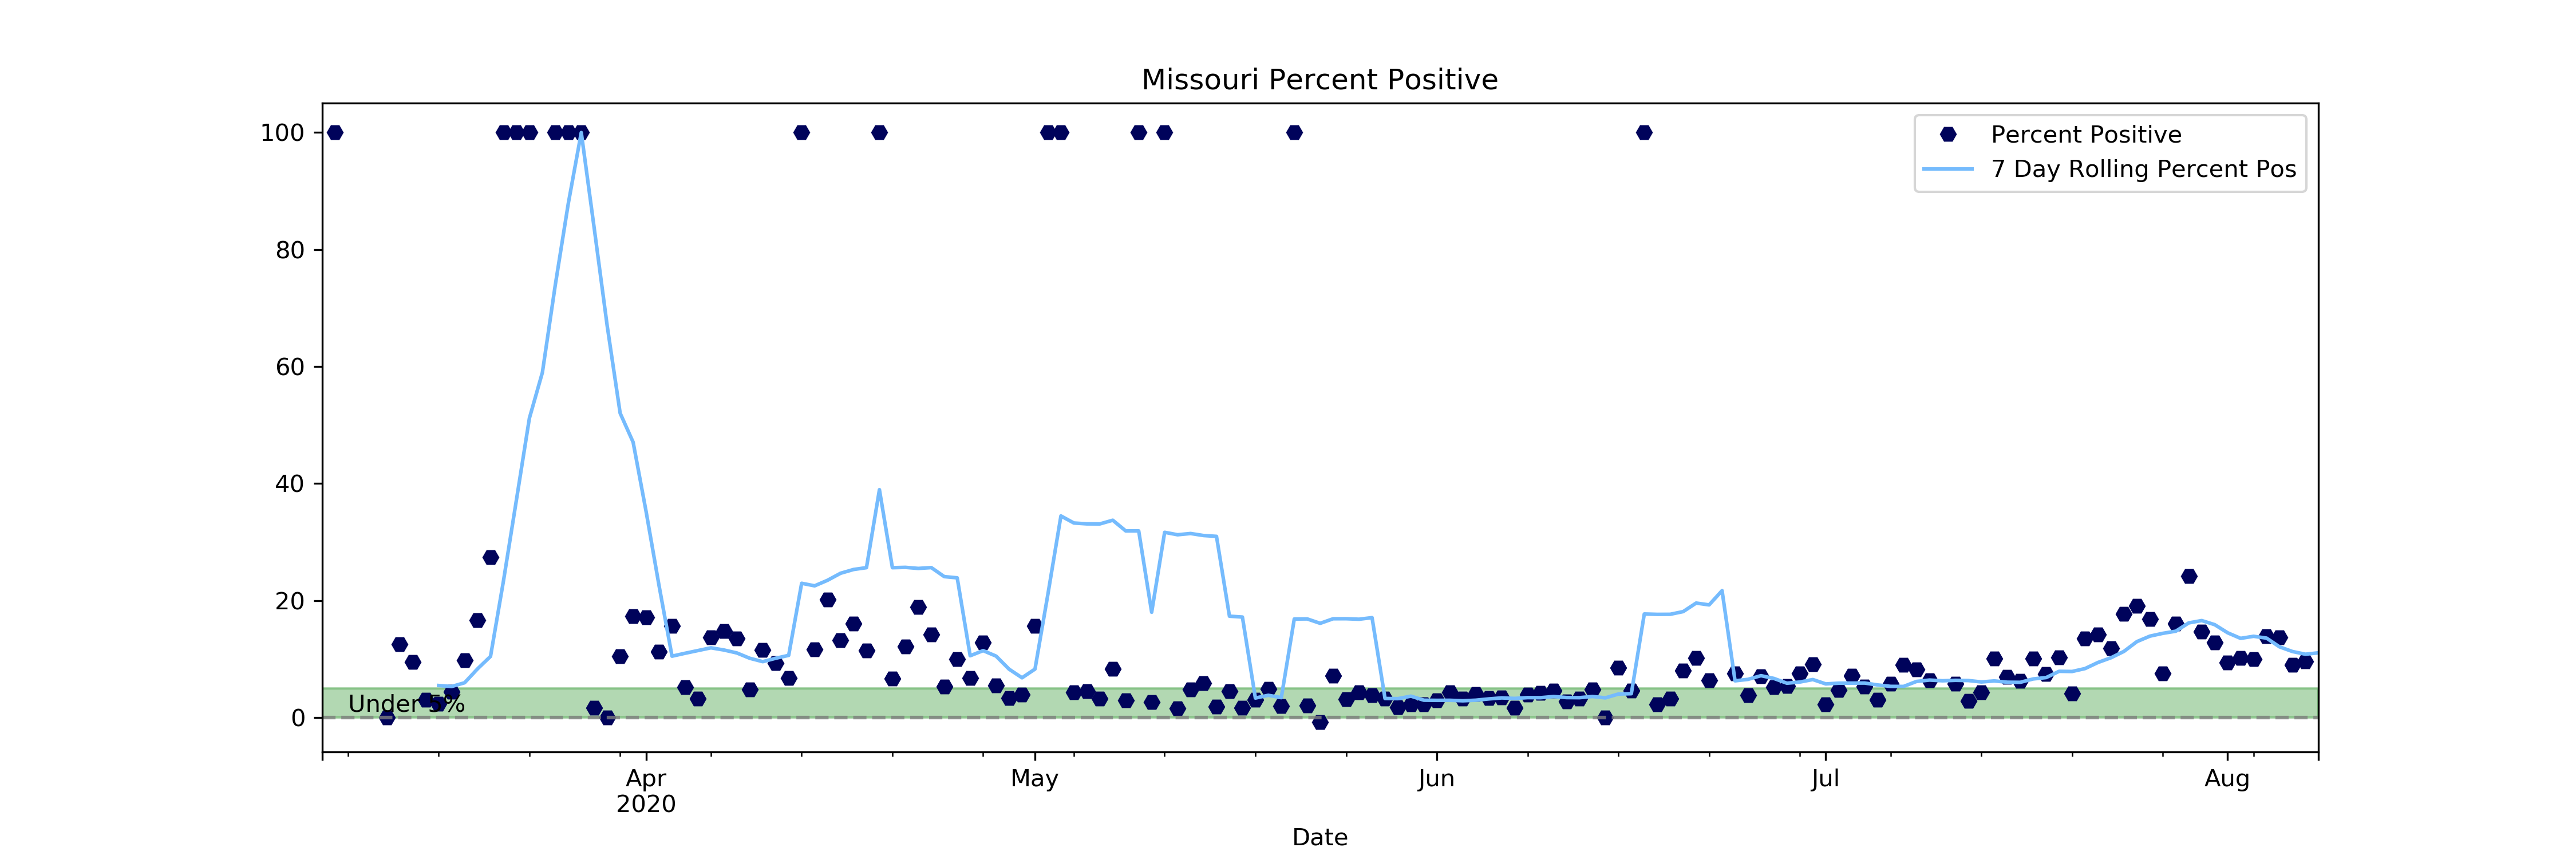 Missouri Percent Positive
100
80
60
40
20
0
Percent Positive
7 Day Rolling Percent Pos
Under 5%
Apr
2020
May
Jun
Jul
Aug
Date